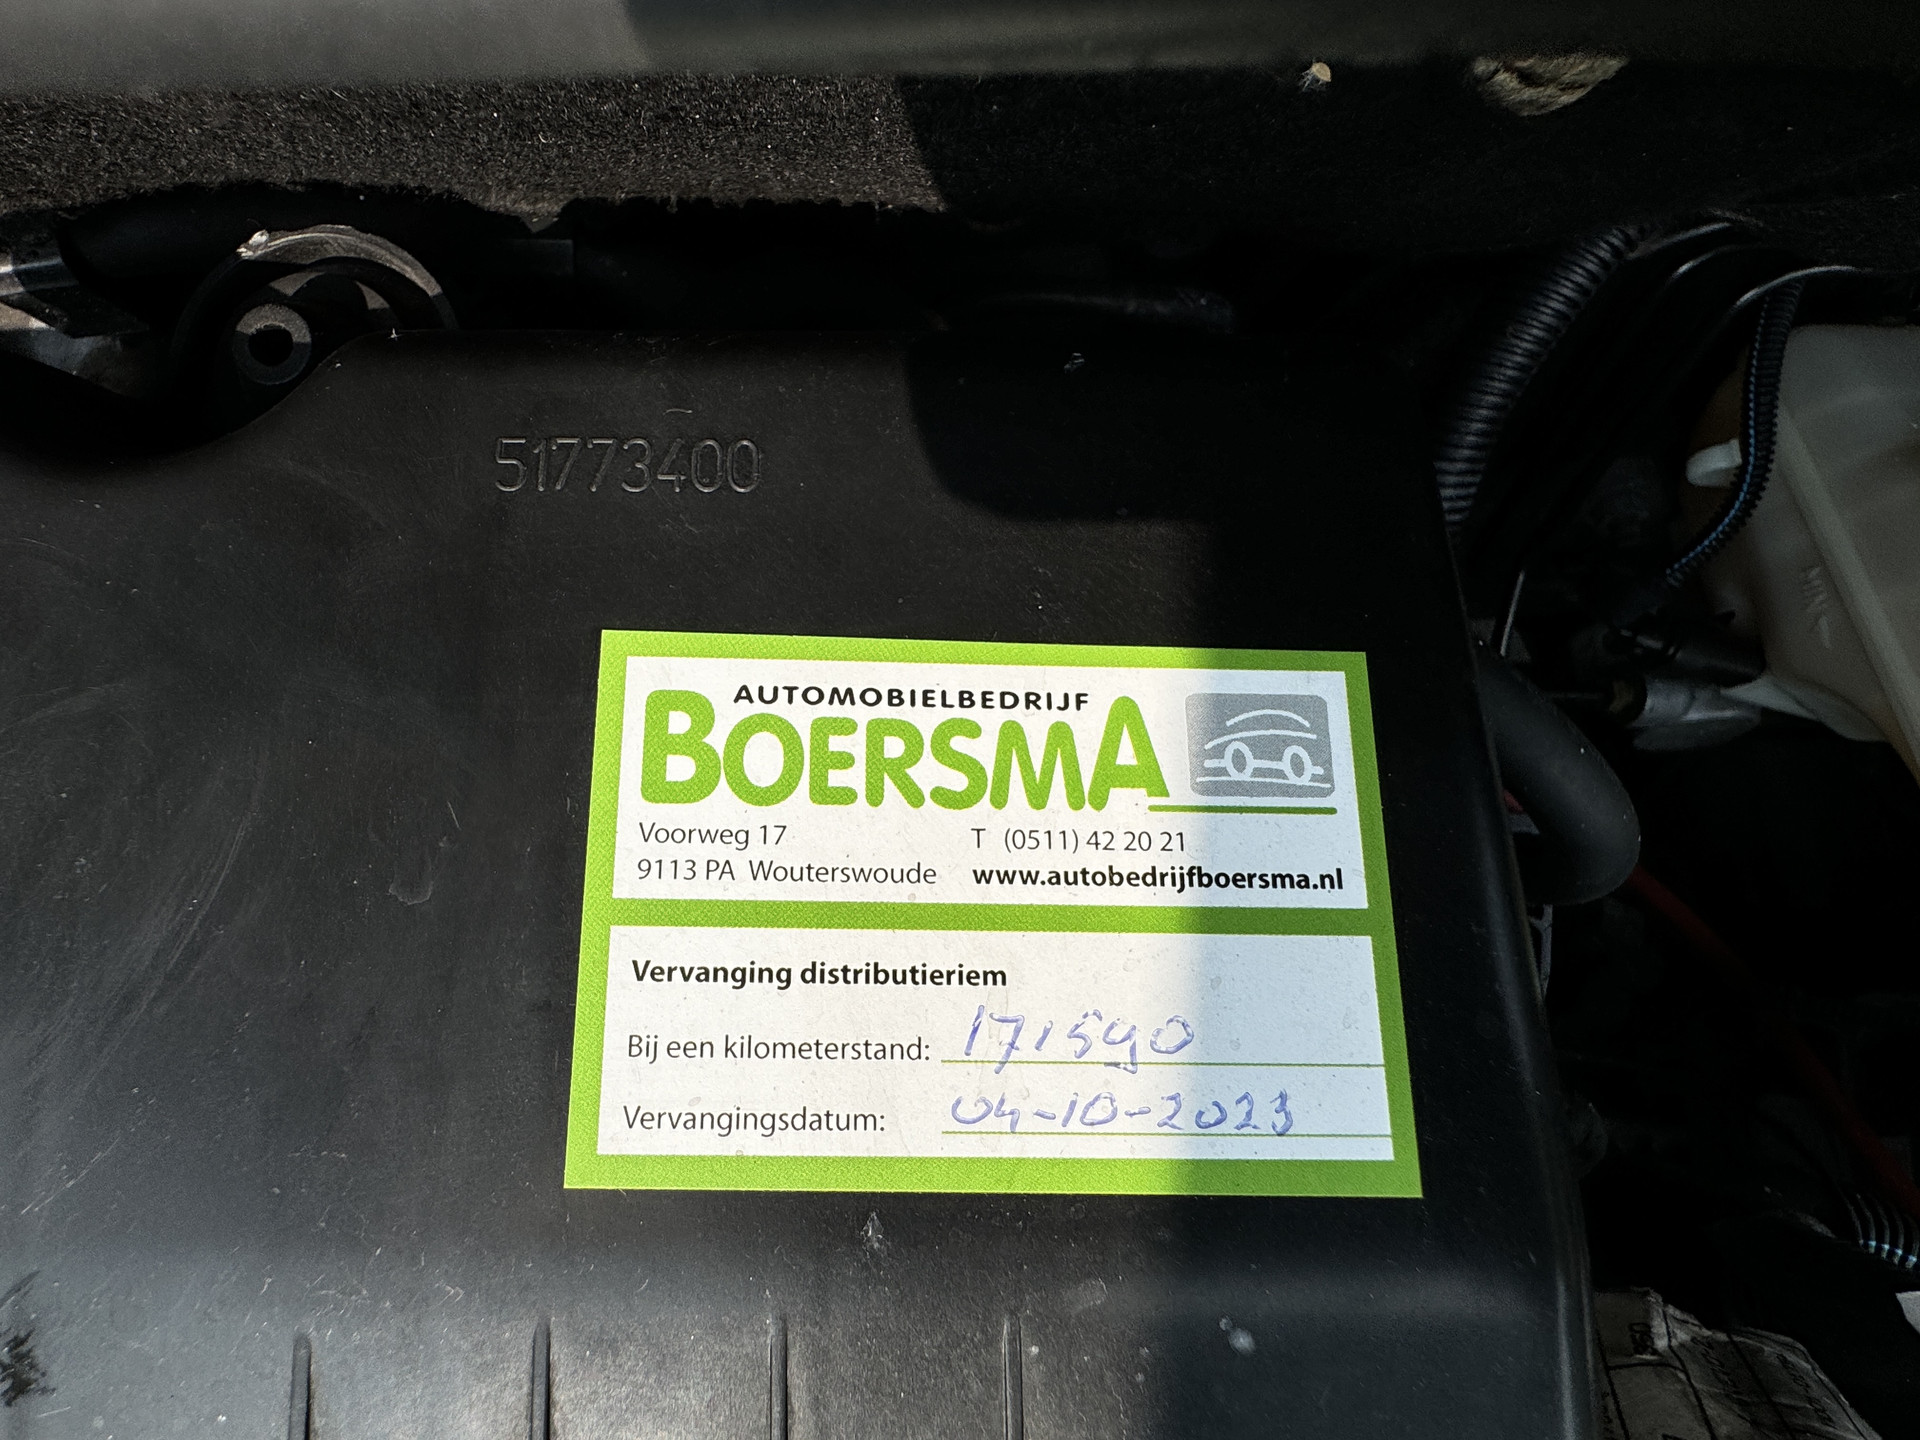 51773400
AUTOMOBIELBEDRIJF
BOERSMA
Voorweg 17
9113 PA Wouterswoude
T (0511) 42 20 21
www.autobedrijfboersma.nl
Vervanging distributieriem
Bij een kilometerstand: 171590
Vervangingsdatum: 04-10-2023
MIN